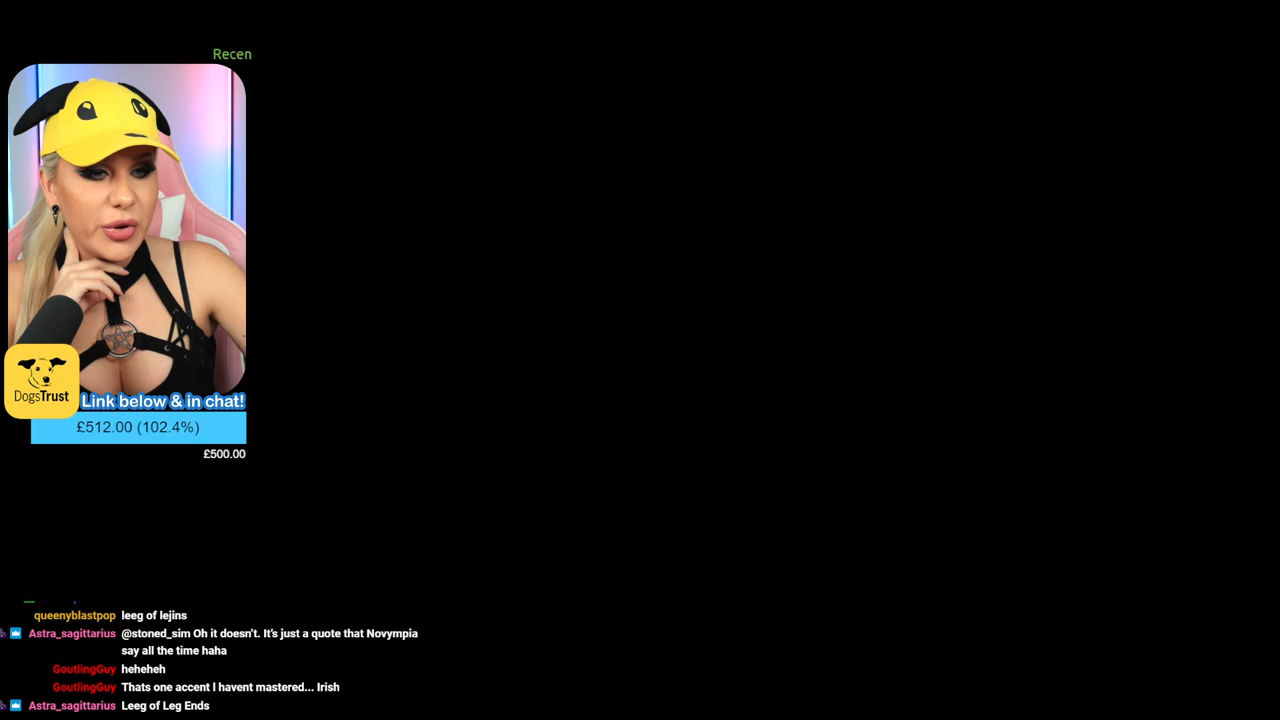 Recen
DogsTrust
Link below & in chat!
£512.00 (102.4%)
£500.00
queenyblastpop leeg of lejins
Astra_sagittarius @stoned_sim Oh it doesn't. It's just a quote that Novympia
say all the time haha
GoutlingGuy heheheh
GoutlingGuy Thats one accent I havent mastered... Irish
Astra_sagittarius Leeg of Leg Ends